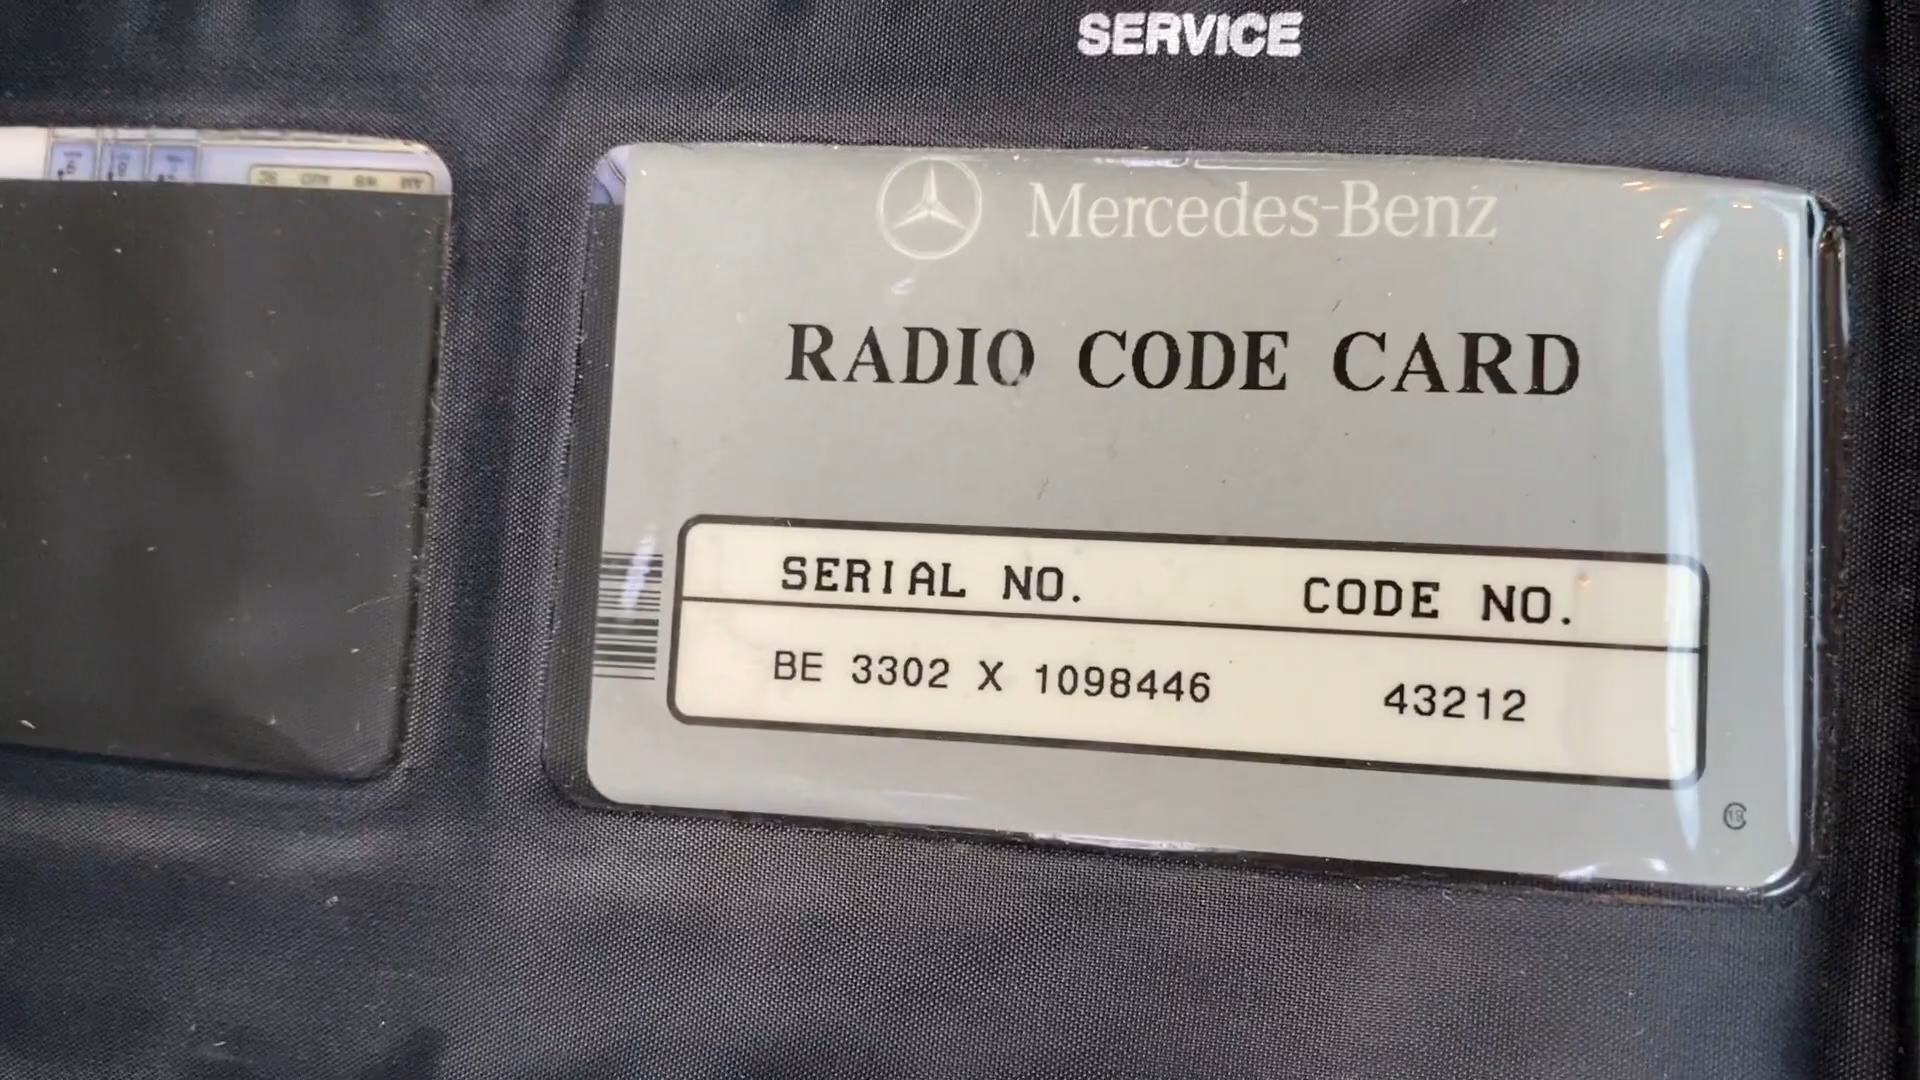 SERVICE
Mercedes-Benz
RADIO CODE CARD
SERIAL NO. CODE NO.
BE 3302 X 1098446 43212